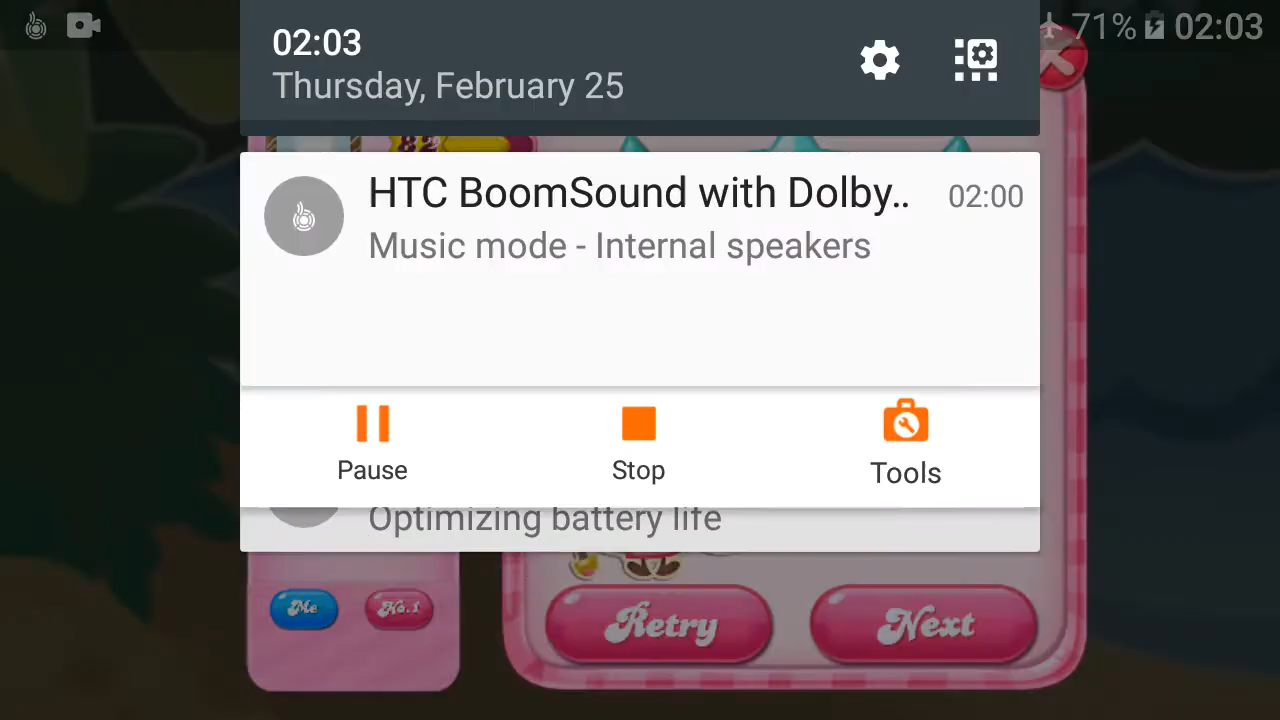 71% 02:03
02:03
Thursday, February 25
HTC BoomSound with Dolby.. 02:00
Music mode - Internal speakers
Pause Stop Tools
Optimizing battery life
Me No.1
Retry Next